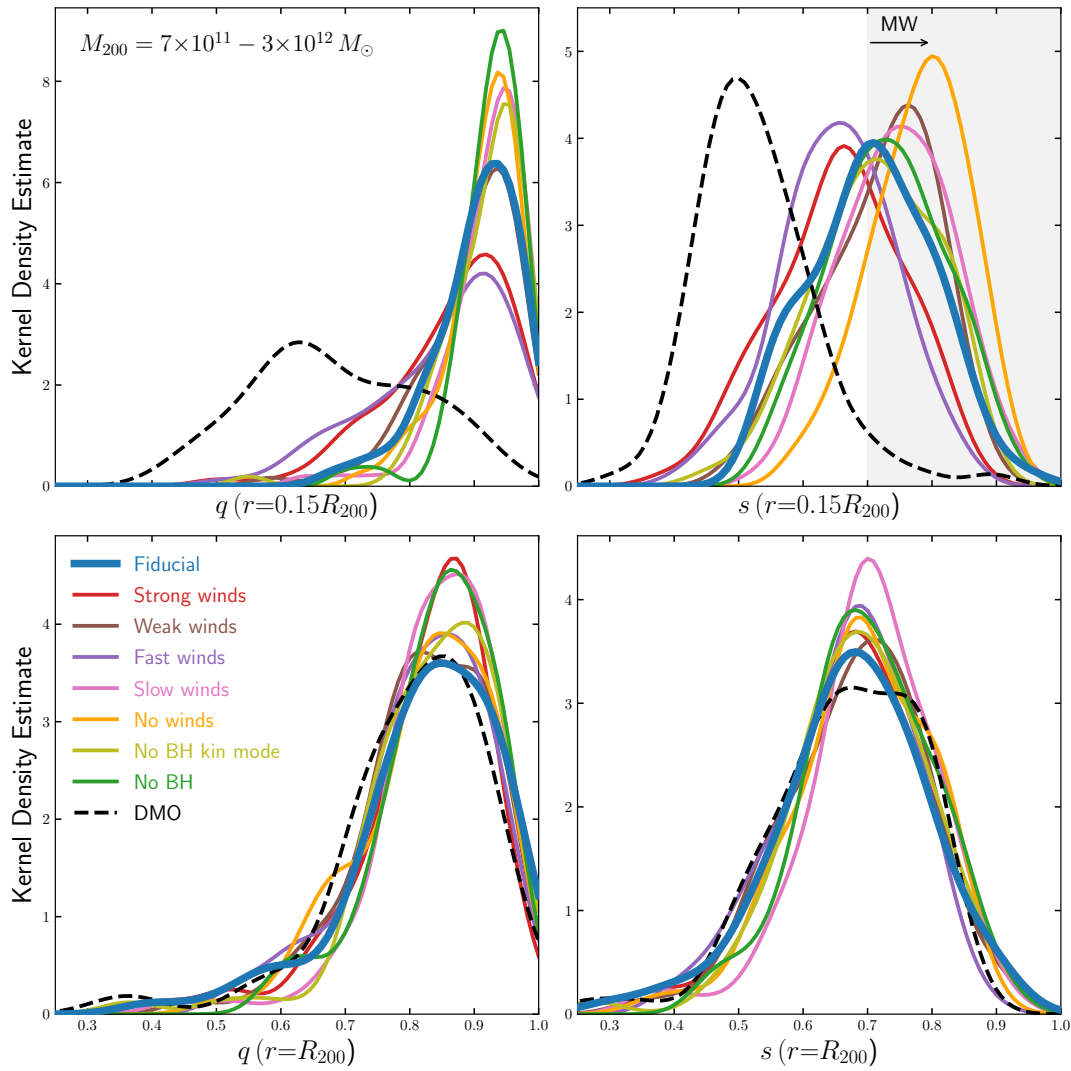 M₂₀₀ = 7×10¹¹ − 3×10¹² M⊙
Kernel Density Estimate
0
2
4
6
8
q (r=0.15R₂₀₀)
MW
0
1
2
3
4
5
s (r=0.15R₂₀₀)
Fiducial
Strong winds
Weak winds
Fast winds
Slow winds
No winds
No BH kin mode
No BH
DMO
Kernel Density Estimate
0
1
2
3
4
0.3 0.4 0.5 0.6 0.7 0.8 0.9 1.0
q (r=R₂₀₀)
0
1
2
3
4
0.3 0.4 0.5 0.6 0.7 0.8 0.9 1.0
s (r=R₂₀₀)